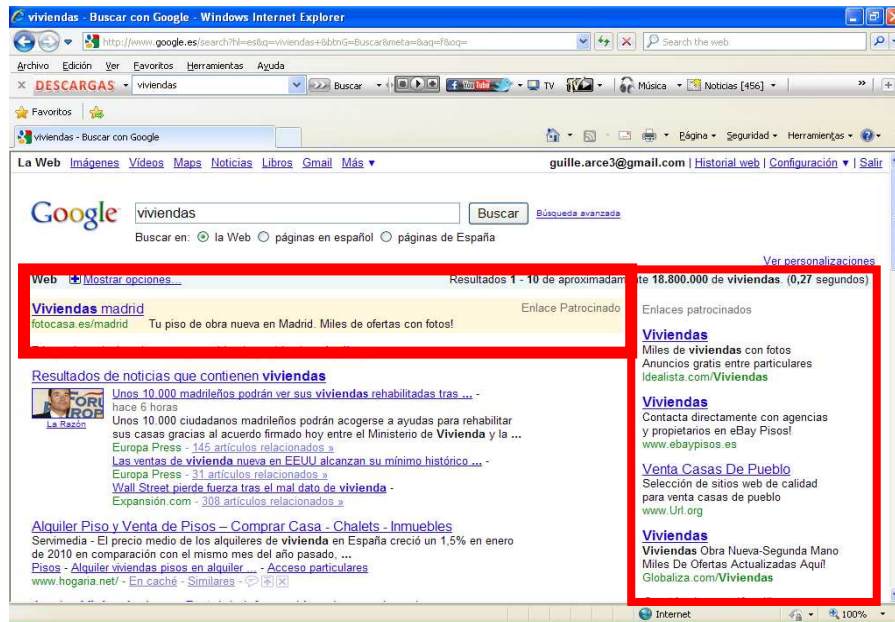 viviendas - Buscar con Google - Windows Internet Explorer
http://www.google.es/search?hl=es&q=viviendas+&btnG=Buscar&meta=&aq=f&oq=
Search the web
Archivo Edición Ver Favoritos Herramientas Ayuda
DESCARGAS viviendas Buscar You Tube TV Música Noticias [456] »
Favoritos
viviendas - Buscar con Google Página Seguridad Herramientas
La Web Imágenes Vídeos Maps Noticias Libros Gmail Más ▼ guille.arce3@gmail.com | Historial web | Configuración ▼ | Salir
Google viviendas Buscar Búsqueda avanzada
Buscar en: la Web páginas en español páginas de España
Ver personalizaciones
Web Mostrar opciones... Resultados 1 - 10 de aproximadamente 18.800.000 de viviendas. (0,27 segundos)
Viviendas madrid Enlace Patrocinado
fotocasa.es/madrid Tu piso de obra nueva en Madrid. Miles de ofertas con fotos!
Resultados de noticias que contienen viviendas
Unos 10.000 madrileños podrán ver sus viviendas rehabilitadas tras ... -
hace 6 horas
La Razón
Unos 10.000 ciudadanos madrileños podrán acogerse a ayudas para rehabilitar
sus casas gracias al acuerdo firmado hoy entre el Ministerio de Vivienda y la ...
Europa Press - 145 artículos relacionados »
Las ventas de vivienda nueva en EEUU alcanzan su mínimo histórico ... -
Europa Press - 31 artículos relacionados »
Wall Street pierde fuerza tras el mal dato de vivienda -
Expansión.com - 308 artículos relacionados »
Alquiler Piso y Venta de Pisos – Comprar Casa - Chalets - Inmuebles
Servimedia - El precio medio de los alquileres de vivienda en España creció un 1,5% en enero
de 2010 en comparación con el mismo mes del año pasado, ...
Pisos - Alquiler viviendas pisos en alquiler ... - Acceso particulares
www.hogaria.net/ - En caché - Similares -
Enlaces patrocinados
Viviendas
Miles de viviendas con fotos
Anuncios gratis entre particulares
Idealista.com/Viviendas
Viviendas
Contacta directamente con agencias
y propietarios en eBay Pisos!
www.ebaypisos.es
Venta Casas De Pueblo
Selección de sitios web de calidad
para venta casas de pueblo
www.Url.org
Viviendas
Viviendas Obra Nueva-Segunda Mano
Miles De Ofertas Actualizadas Aquí!
Globaliza.com/Viviendas
Internet 100%